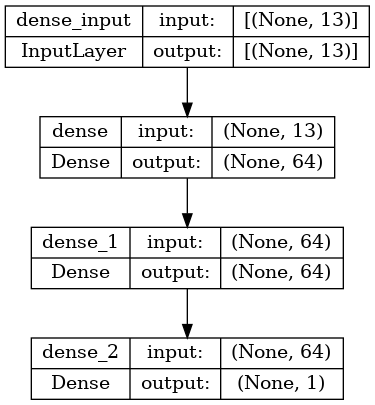 dense_input input: [(None, 13)]
InputLayer output: [(None, 13)]
dense input: (None, 13)
Dense output: (None, 64)
dense_1 input: (None, 64)
Dense output: (None, 64)
dense_2 input: (None, 64)
Dense output: (None, 1)